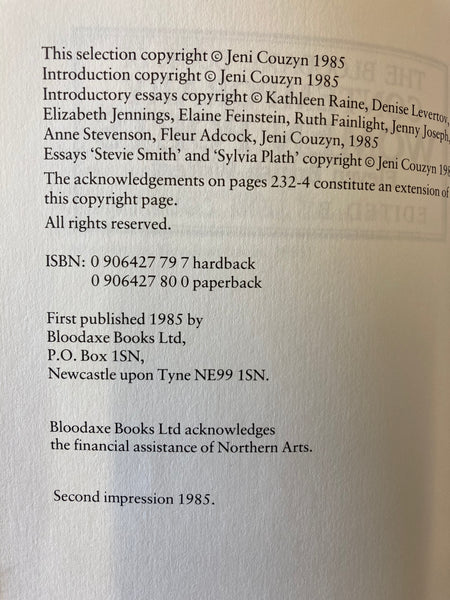 This selection copyright © Jeni Couzyn 1985
Introduction copyright © Jeni Couzyn 1985
Introductory essays copyright © Kathleen Raine, Denise Levertov,
Elizabeth Jennings, Elaine Feinstein, Ruth Fainlight, Jenny Joseph,
Anne Stevenson, Fleur Adcock, Jeni Couzyn, 1985
Essays ‘Stevie Smith’ and ‘Sylvia Plath’ copyright © Jeni Couzyn
The acknowledgements on pages 232-4 constitute an extension of
this copyright page.
All rights reserved.
ISBN: 0 906427 79 7 hardback
0 906427 80 0 paperback
First published 1985 by
Bloodaxe Books Ltd,
P.O. Box 1SN,
Newcastle upon Tyne NE99 1SN.
Bloodaxe Books Ltd acknowledges
the financial assistance of Northern Arts.
Second impression 1985.